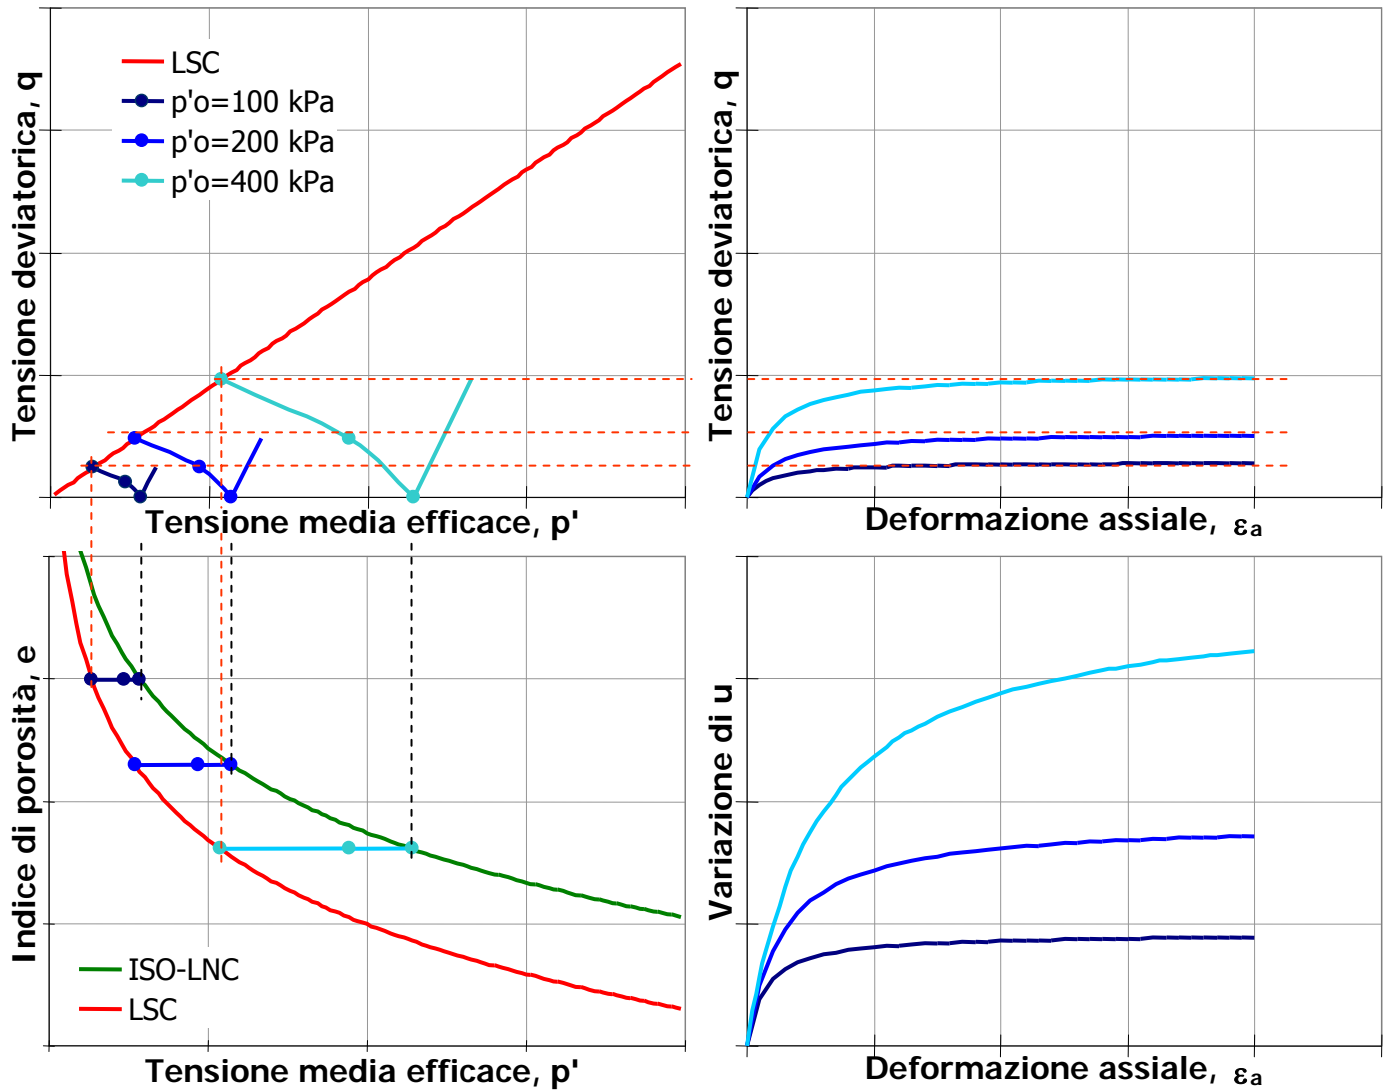 Tensione deviatorica, q
LSC
p'o=100 kPa
p'o=200 kPa
p'o=400 kPa
Tensione media efficace, p'
Tensione deviatorica, q
Deformazione assiale, εa
Indice di porosità, e
ISO-LNC
LSC
Tensione media efficace, p'
Variazione di u
Deformazione assiale, εa